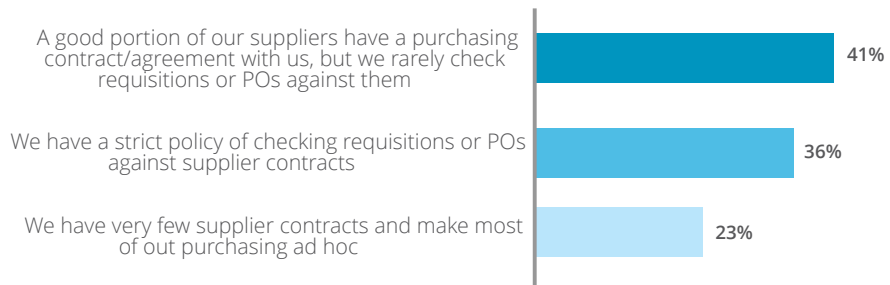 A good portion of our suppliers have a purchasing
contract/agreement with us, but we rarely check
requisitions or POs against them
41%
We have a strict policy of checking requisitions or POs
against supplier contracts
36%
We have very few supplier contracts and make most
of out purchasing ad hoc
23%